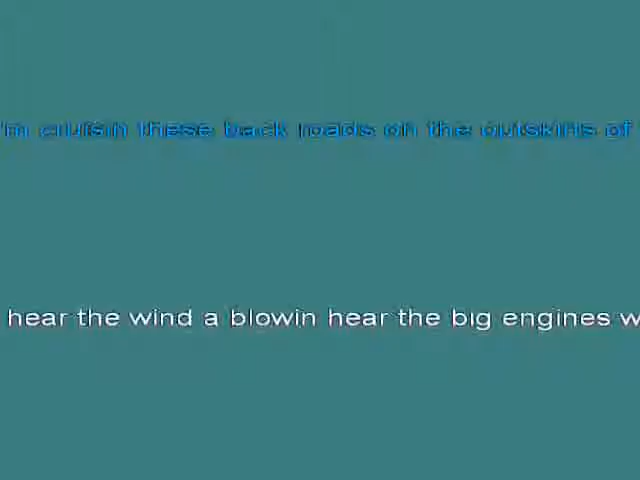 'm cruisin these back roads on the outskirts of
hear the wind a blowin hear the big engines w